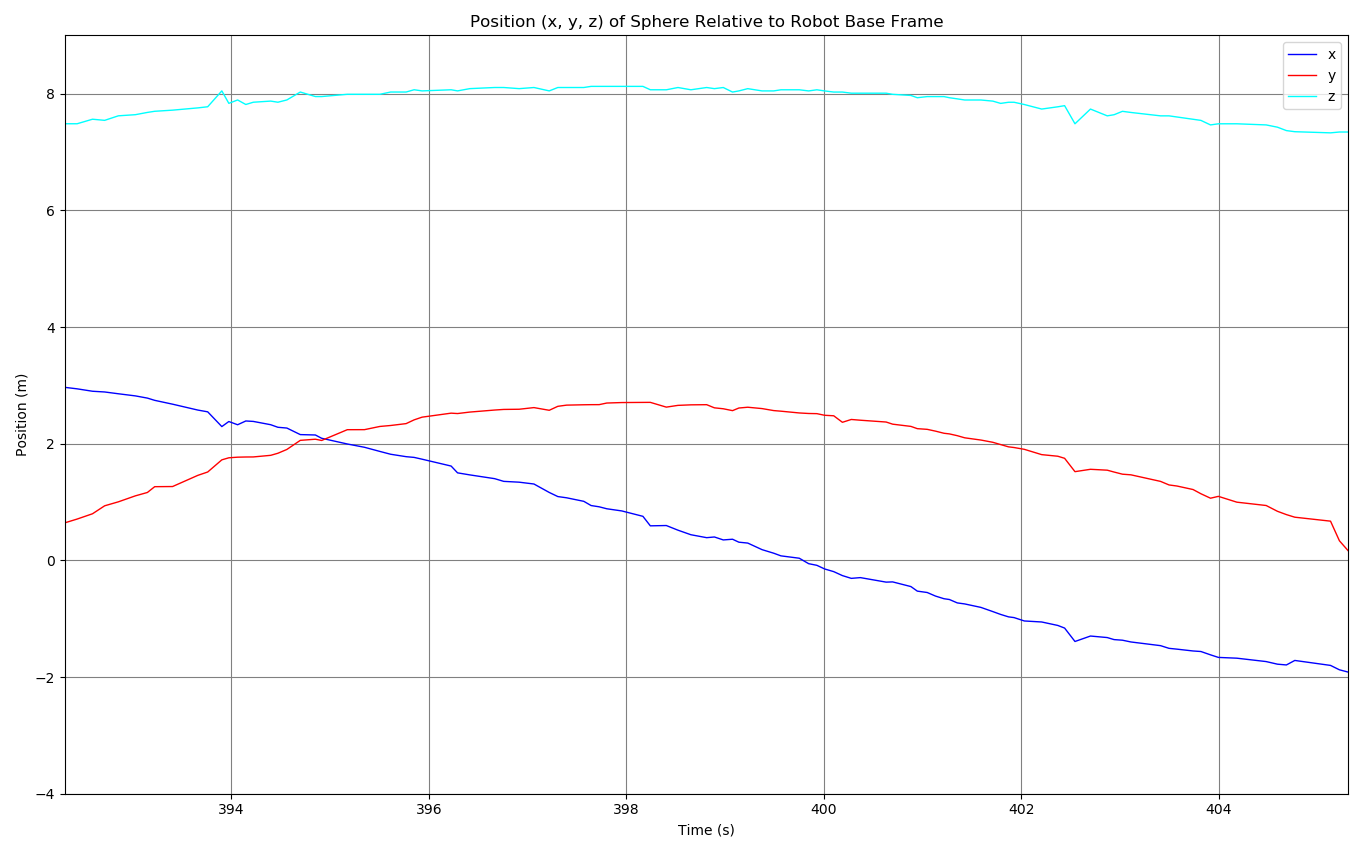 Position (x, y, z) of Sphere Relative to Robot Base Frame
x
y
z
8
6
4
2
0
−2
−4
Position (m)
394
396
398
400
402
404
Time (s)